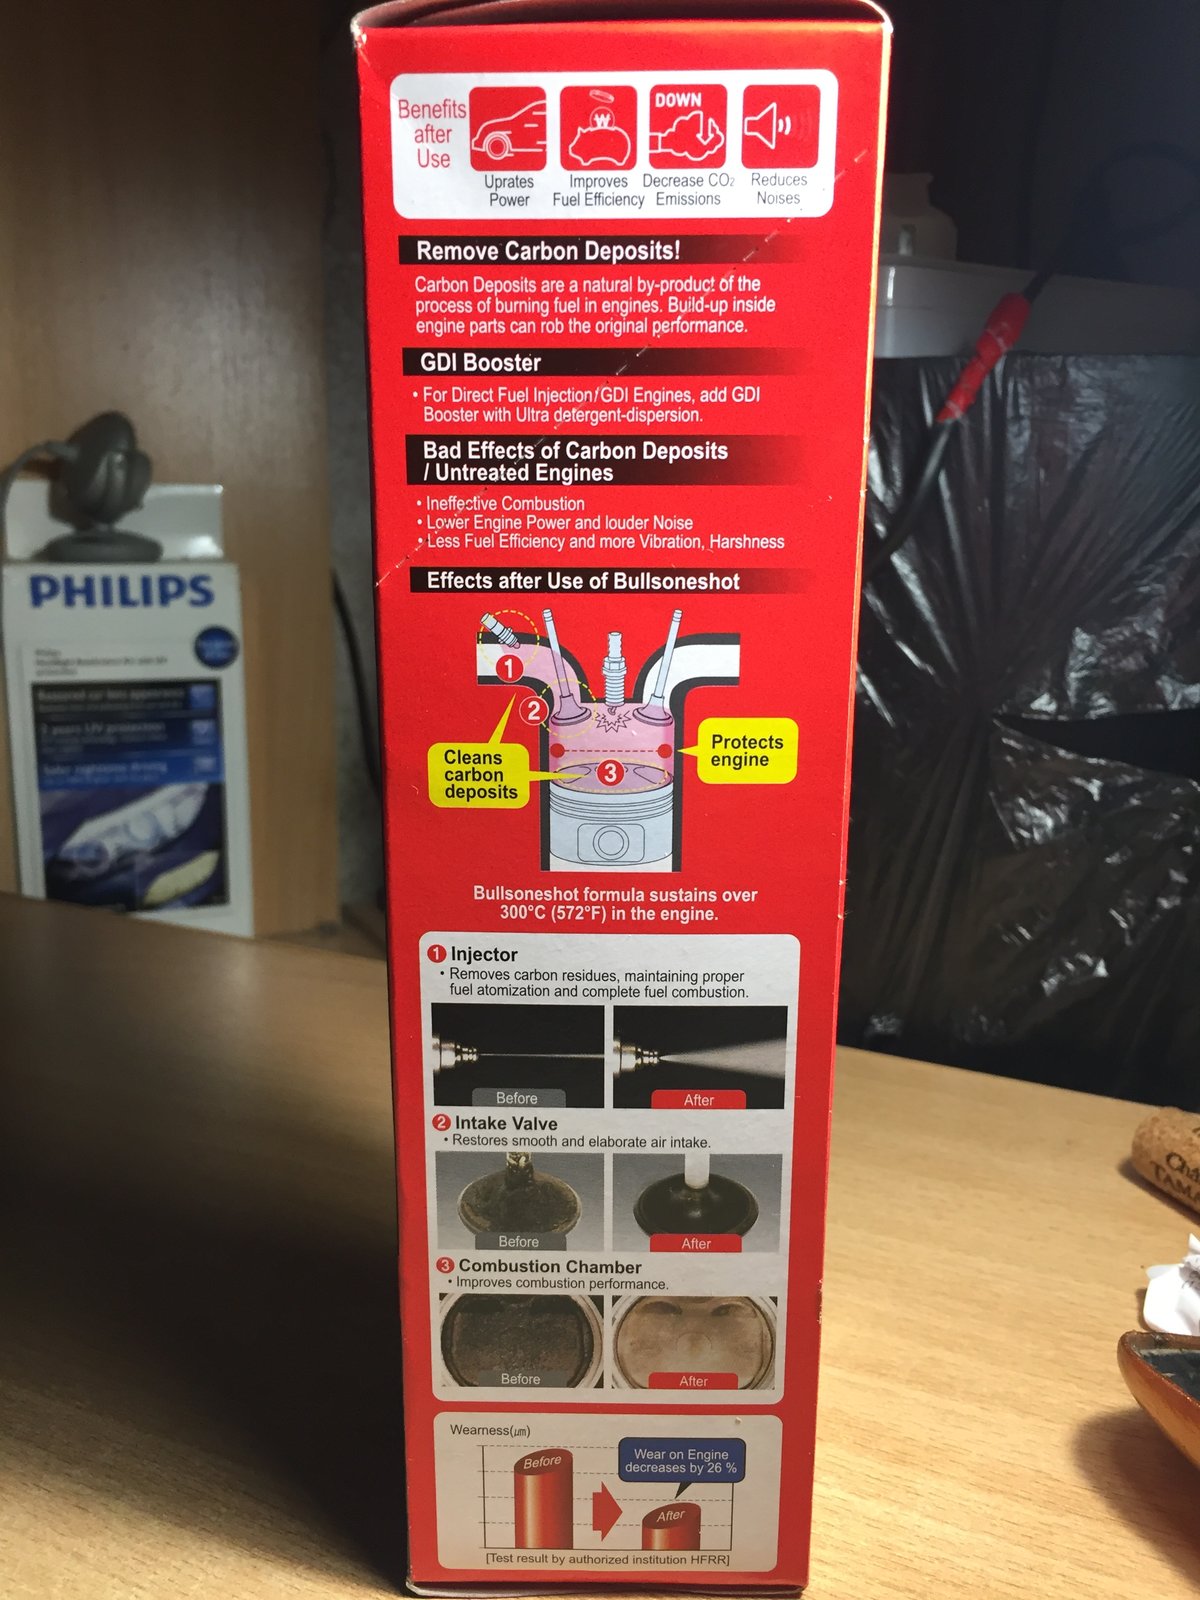 Benefits
after
Use
DOWN
W
Uprates
Power
Improves
Fuel Efficiency
Decrease CO₂
Emissions
Reduces
Noises
Remove Carbon Deposits!
Carbon Deposits are a natural by-product of the
process of burning fuel in engines. Build-up inside
engine parts can rob the original performance.
GDI Booster
• For Direct Fuel Injection/GDI Engines, add GDI
Booster with Ultra detergent-dispersion.
Bad Effects of Carbon Deposits
/ Untreated Engines
• Ineffective Combustion
• Lower Engine Power and louder Noise
• Less Fuel Efficiency and more Vibration, Harshness
Effects after Use of Bullsoneshot
1
2
3
Cleans
carbon
deposits
Protects
engine
Bullsoneshot formula sustains over
300°C (572°F) in the engine.
1 Injector
• Removes carbon residues, maintaining proper
fuel atomization and complete fuel combustion.
Before
After
2 Intake Valve
• Restores smooth and elaborate air intake.
Before
After
3 Combustion Chamber
• Improves combustion performance.
Before
After
Wearness(㎛)
Before
Wear on Engine
decreases by 26 %
After
[Test result by authorized institution HFRR]
PHILIPS
2 years UV protection